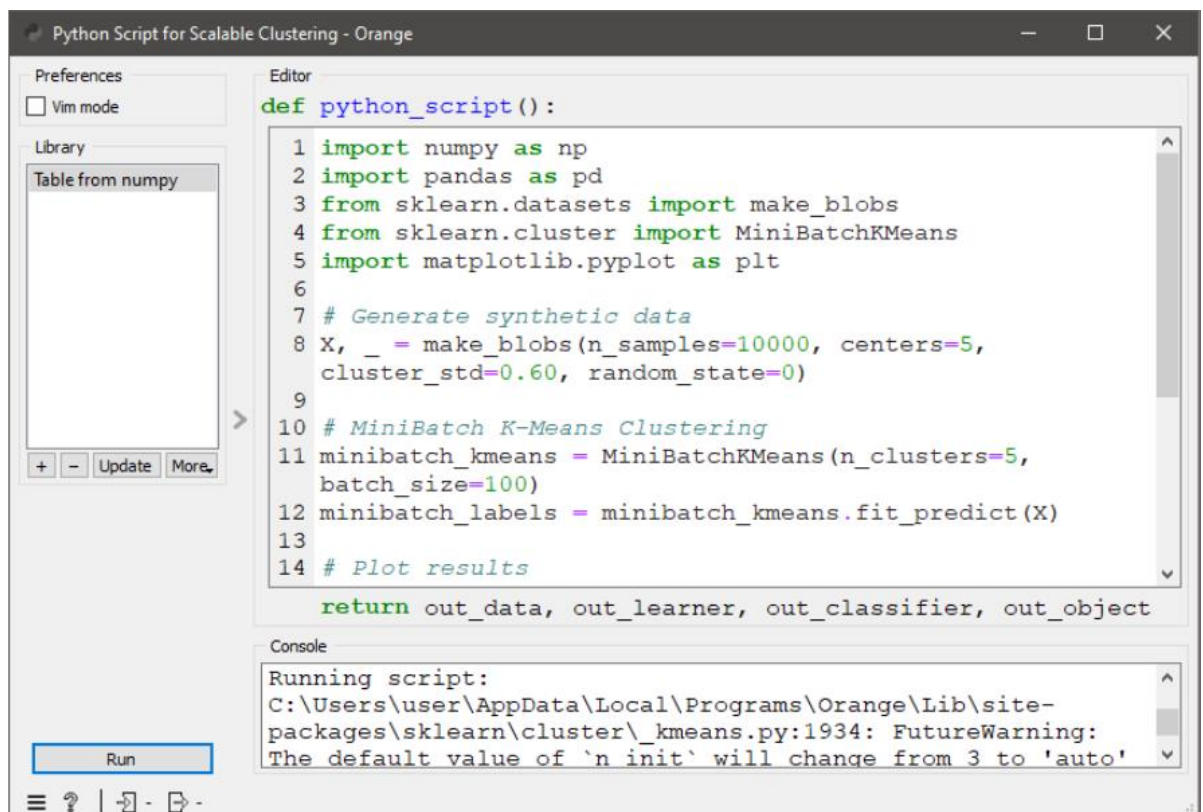 Python Script for Scalable Clustering - Orange
Preferences
Vim mode
Library
Table from numpy
+ - Update More
Run
Editor
def python_script():
1 import numpy as np
2 import pandas as pd
3 from sklearn.datasets import make_blobs
4 from sklearn.cluster import MiniBatchKMeans
5 import matplotlib.pyplot as plt
6
7 # Generate synthetic data
8 X, _ = make_blobs(n_samples=10000, centers=5,
cluster_std=0.60, random_state=0)
9
10 # MiniBatch K-Means Clustering
11 minibatch_kmeans = MiniBatchKMeans(n_clusters=5,
batch_size=100)
12 minibatch_labels = minibatch_kmeans.fit_predict(X)
13
14 # Plot results
return out_data, out_learner, out_classifier, out_object
Console
Running script:
C:\Users\user\AppData\Local\Programs\Orange\Lib\site-
packages\sklearn\cluster\_kmeans.py:1934: FutureWarning:
The default value of `n_init` will change from 3 to 'auto'